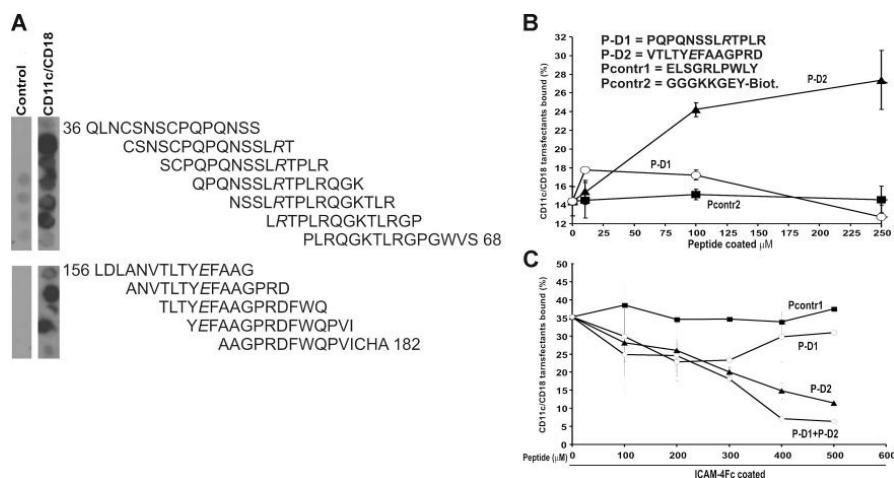 A
Control
CD11c/CD18
36 QLNCSNSCPQPQNSS
CSNSCPQPQNSSLRT
SCPQPQNSSLRTPLR
QPQNSSLRTPLRQGK
NSSLRTPLRQGKTLR
LRTPLRQGKTLRGP
PLRQGKTLRGPGWVS 68
156 LDLANVTLTYEFAAG
ANVTLTYEFAAGPRD
TLTYEFAAGPRDFWQ
YEFAAGPRDFWQPVI
AAGPRDFWQPVICHA 182
B
CD11c/CD18 tarnsfectants bound (%)
32
30
28
26
24
22
20
18
16
14
12
P-D1 = PQPQNSSLRTPLR
P-D2 = VTLTYEFAAGPRD
Pcontr1 = ELSGRLPWLY
Pcontr2 = GGGKKGEY-Biot.
P-D2
P-D1
Pcontr2
0 25 50 75 100 125 150 175 200 225 250
Peptide coated μM
C
CD11c/CD18 tarnsfectants bound (%)
50
45
40
35
30
25
20
15
10
5
0
Pcontr1
P-D1
P-D2
P-D1+P-D2
Peptide (μM) 0 100 200 300 400 500 600
ICAM-4Fc coated